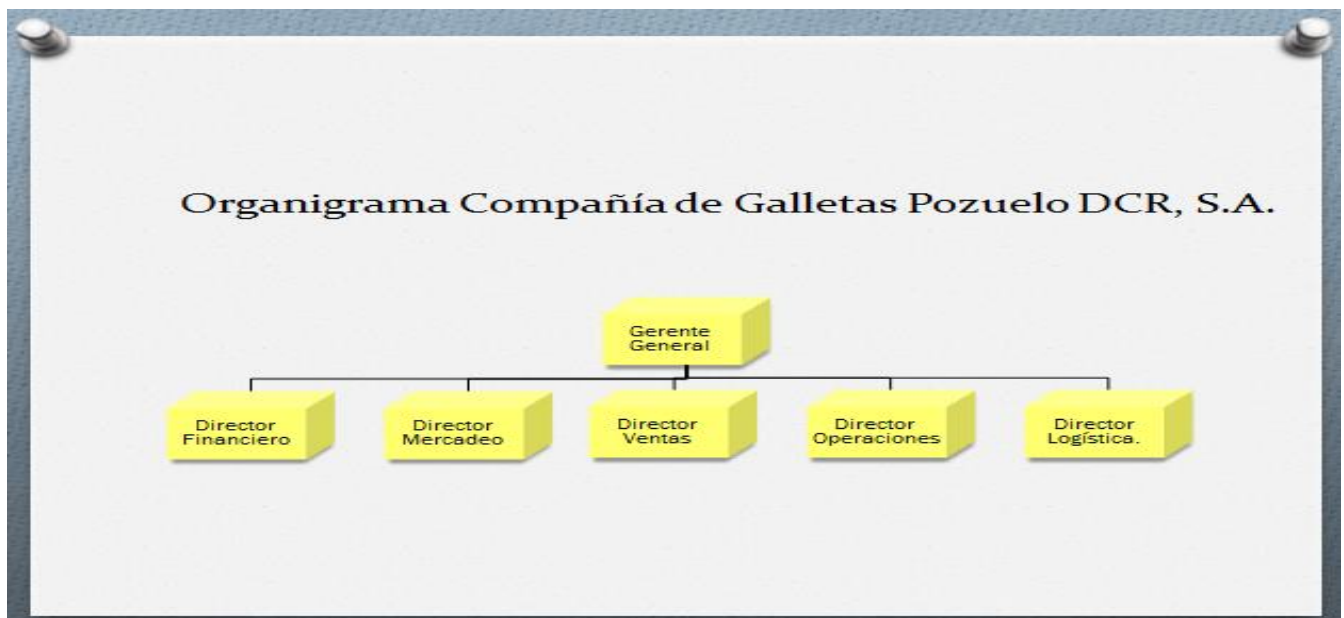 Organigrama Compañía de Galletas Pozuelo DCR, S.A.
Gerente
General
Director
Financiero
Director
Mercadeo
Director
Ventas
Director
Operaciones
Director
Logística.